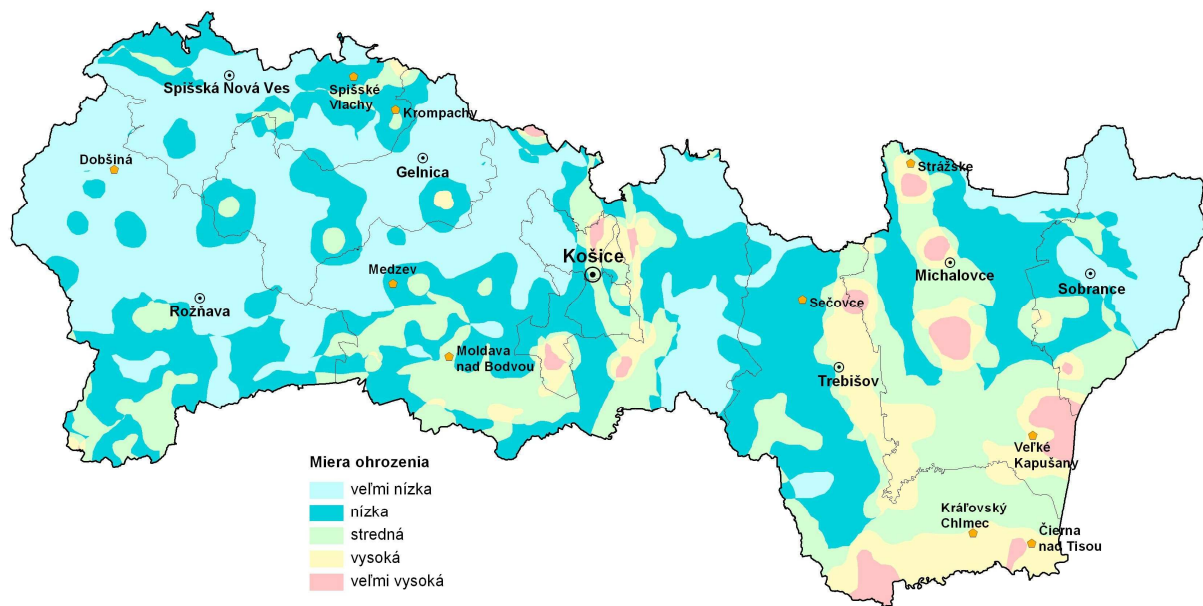 Spišská Nová Ves
Spišské
Vlachy
Krompachy
Dobšiná
Gelnica
Strážske
Košice
Medzev
Michalovce
Sobrance
Rožňava
Sečovce
Moldava
nad Bodvou
Trebišov
Veľké
Kapušany
Kráľovský
Chlmec
Čierna
nad Tisou
Miera ohrozenia
veľmi nízka
nízka
stredná
vysoká
veľmi vysoká